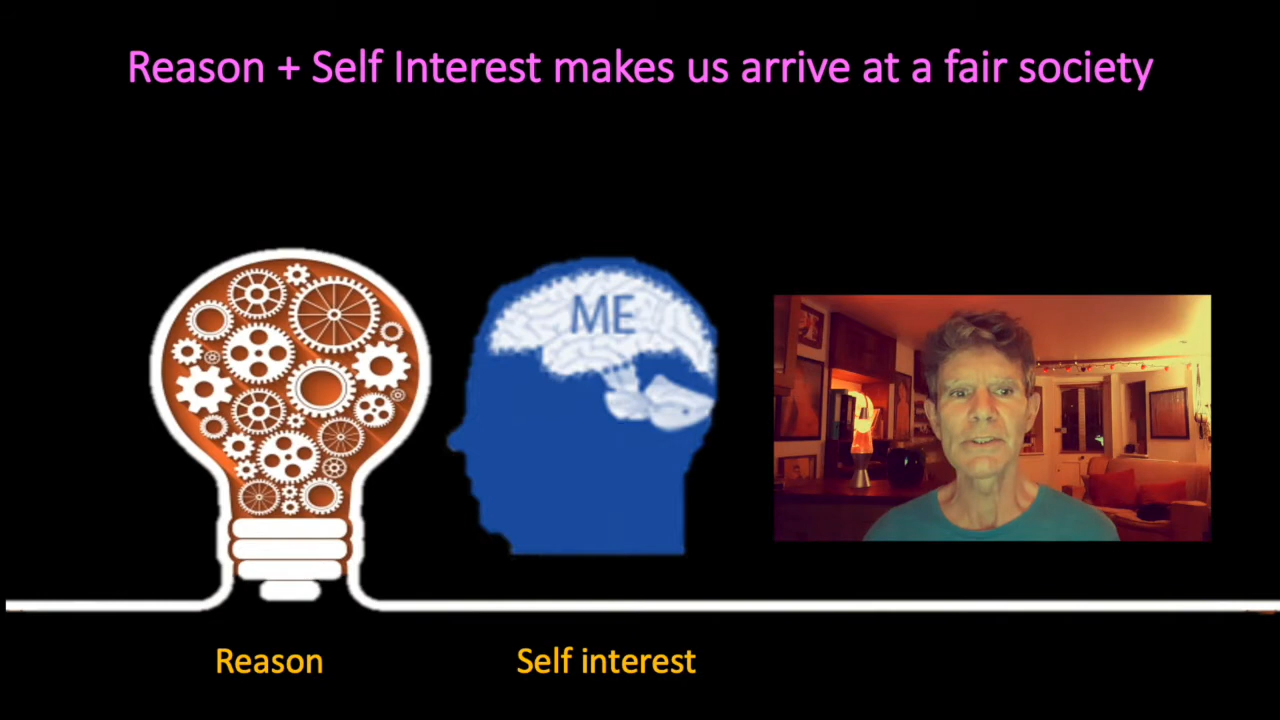 Reason + Self Interest makes us arrive at a fair society
ME
Reason
Self interest